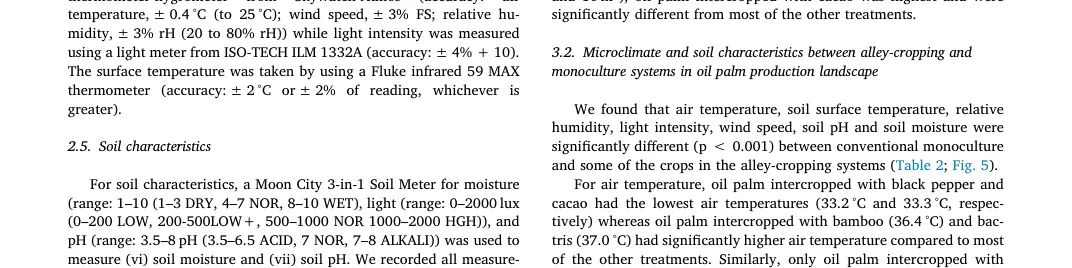 temperature, ± 0.4 °C (to 25 °C); wind speed, ± 3% FS; relative hu-
midity, ± 3% rH (20 to 80% rH)) while light intensity was measured
using a light meter from ISO-TECH ILM 1332A (accuracy: ± 4% + 10).
The surface temperature was taken by using a Fluke infrared 59 MAX
thermometer (accuracy: ± 2 °C or ± 2% of reading, whichever is
greater).
2.5. Soil characteristics
For soil characteristics, a Moon City 3-in-1 Soil Meter for moisture
(range: 1–10 (1–3 DRY, 4–7 NOR, 8–10 WET), light (range: 0–2000 lux
(0–200 LOW, 200-500LOW+, 500–1000 NOR 1000–2000 HGH)), and
pH (range: 3.5–8 pH (3.5–6.5 ACID, 7 NOR, 7–8 ALKALI)) was used to
measure (vi) soil moisture and (vii) soil pH. We recorded all measure-
significantly different from most of the other treatments.
3.2. Microclimate and soil characteristics between alley-cropping and
monoculture systems in oil palm production landscape
We found that air temperature, soil surface temperature, relative
humidity, light intensity, wind speed, soil pH and soil moisture were
significantly different (p < 0.001) between conventional monoculture
and some of the crops in the alley-cropping systems (Table 2; Fig. 5).
For air temperature, oil palm intercropped with black pepper and
cacao had the lowest air temperatures (33.2 °C and 33.3 °C, respec-
tively) whereas oil palm intercropped with bamboo (36.4 °C) and bac-
tris (37.0 °C) had significantly higher air temperature compared to most
of the other treatments. Similarly, only oil palm intercropped with